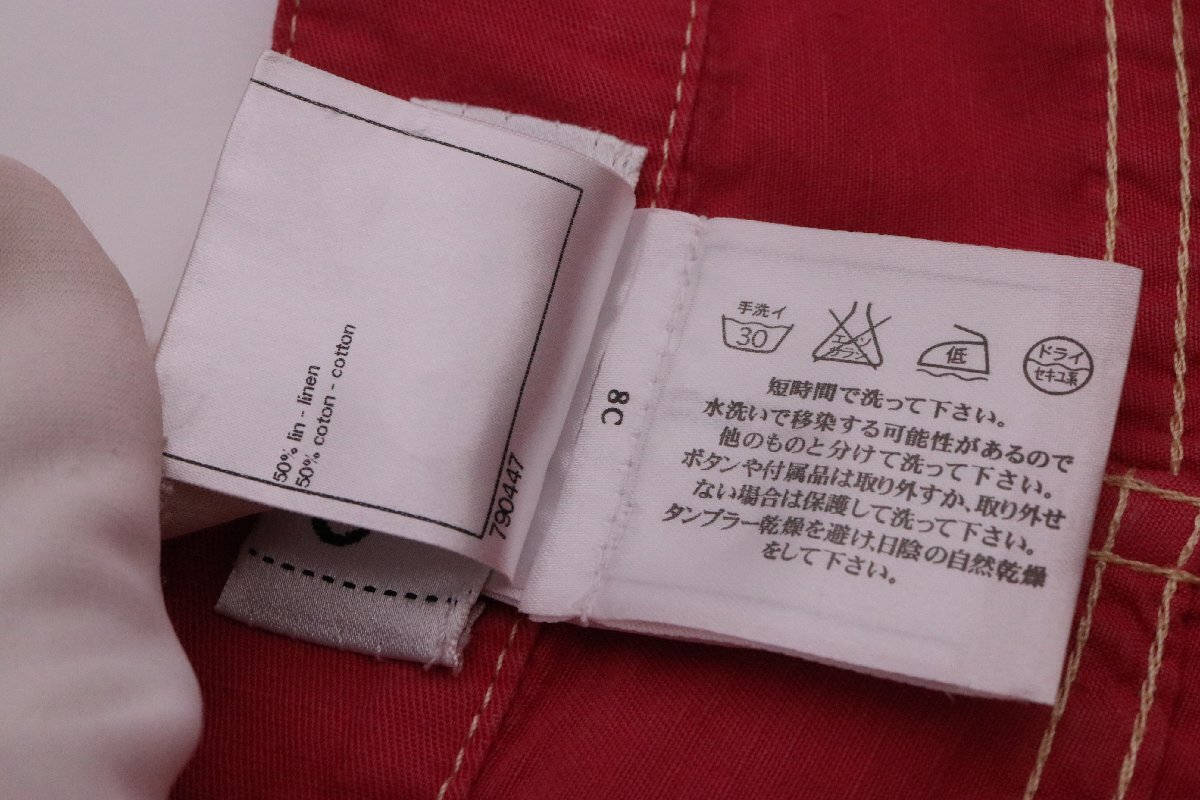 50% lin - linen
50% coton - cotton
790447
8C
手洗イ
30
エンソ
サラシ
低
ドライ
セキユ系
短時間で洗って下さい。
水洗いで移染する可能性があるので
他のものと分けて洗って下さい。
ボタンや付属品は取り外すか、取り外せ
ない場合は保護して洗って下さい。
タンブラー乾燥を避け、日陰の自然乾燥
をして下さい。